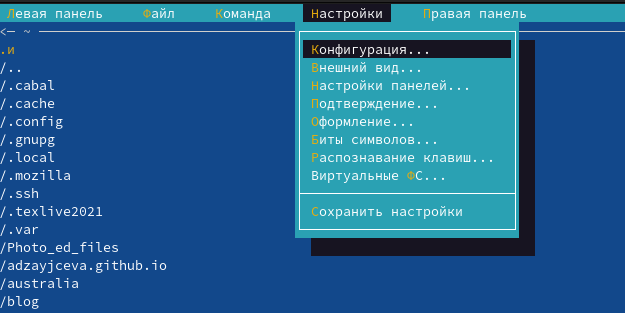 Левая панель Файл Команда Настройки Правая панель
<— ~
.и
/..
/.cabal
/.cache
/.config
/.gnupg
/.local
/.mozilla
/.ssh
/.texlive2021
/.var
/Photo_ed_files
/adzayjceva.github.io
/australia
/blog
Конфигурация...
Внешний вид...
Настройки панелей...
Подтверждение...
Оформление...
Биты символов...
Распознавание клавиш...
Виртуальные ФС...
Сохранить настройки